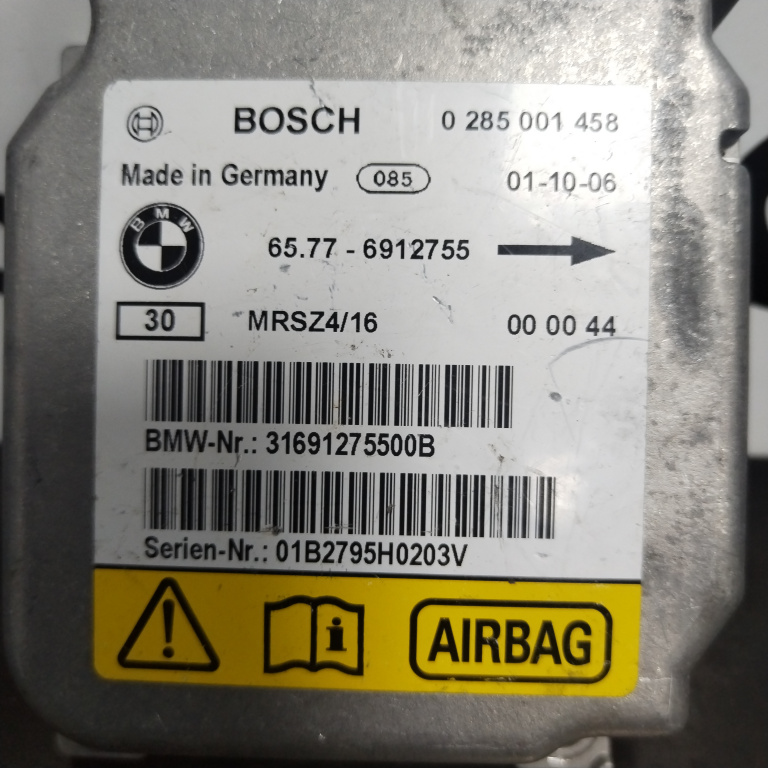 BOSCH 0 285 001 458
Made in Germany 085 01-10-06
BMW
65.77 - 6912755
30 MRSZ4/16 00 00 44
BMW-Nr.: 31691275500B
Serien-Nr.: 01B2795H0203V
AIRBAG